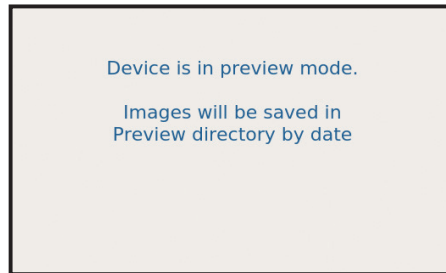 Device is in preview mode.
Images will be saved in
Preview directory by date